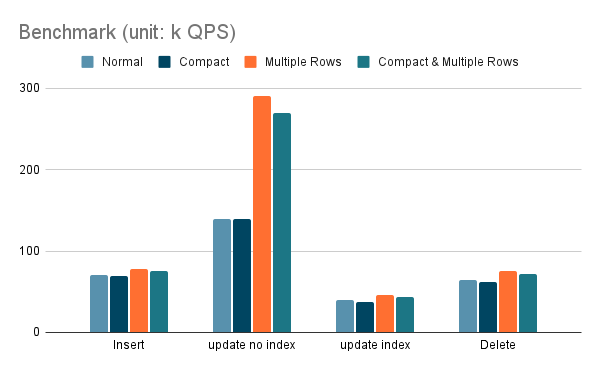 Benchmark (unit: k QPS)
Normal Compact Multiple Rows Compact & Multiple Rows
300
200
100
0
Insert update no index update index Delete